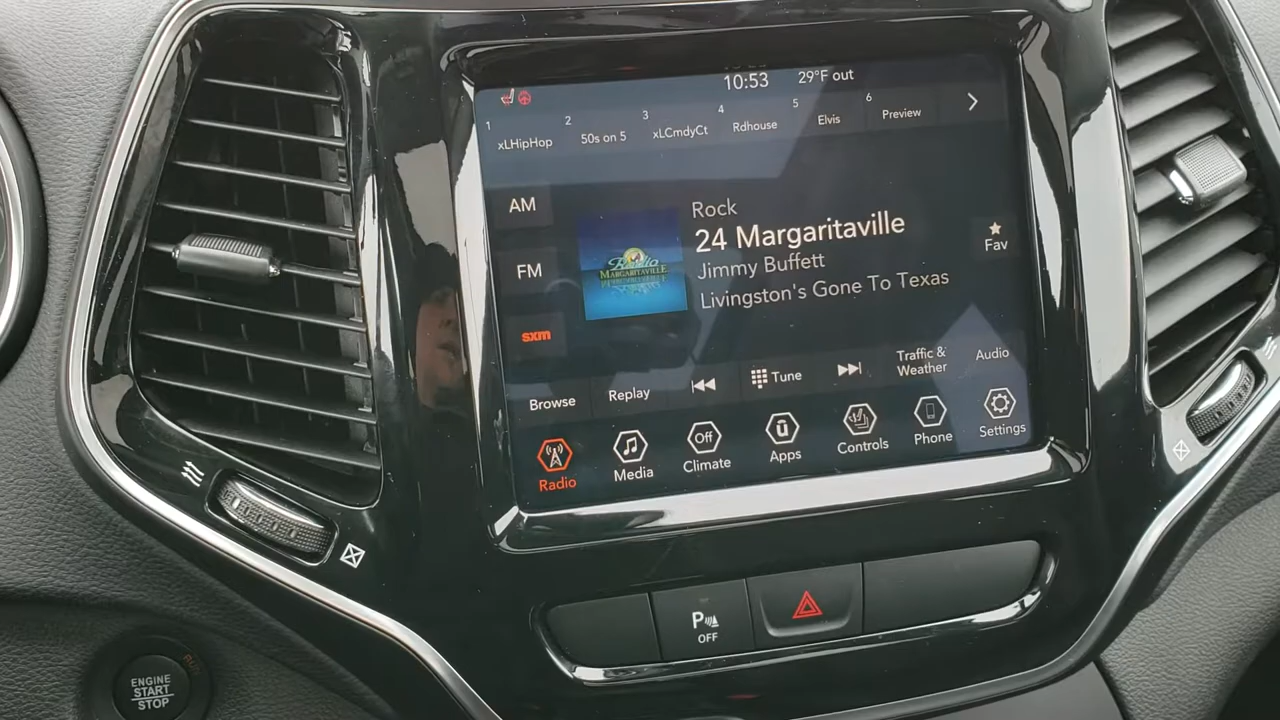 10:53
29°F out
1
xLHipHop
2
50s on 5
3
xLCmdyCt
4
Rdhouse
5
Elvis
6
Preview
AM
FM
sxm
Rock
24 Margaritaville
Jimmy Buffett
Livingston's Gone To Texas
MARGARITAVILLE
Fav
Browse
Replay
Tune
Traffic &
Weather
Audio
Radio
Media
Off
Climate
Apps
Controls
Phone
Settings
P
OFF
ENGINE
START
STOP
RUN